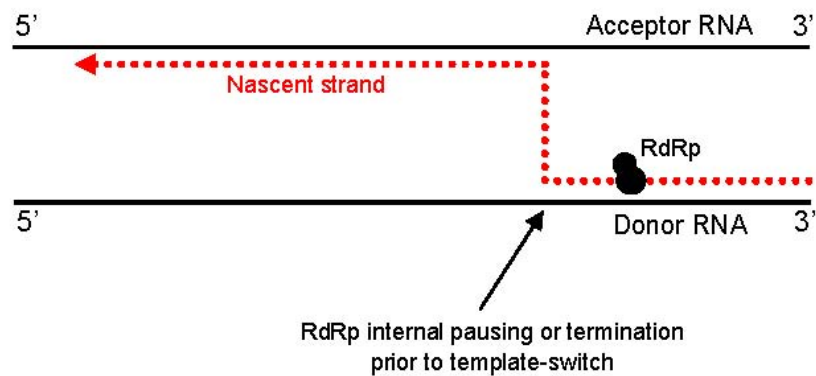 5’ Acceptor RNA 3’
Nascent strand
RdRp
5’ Donor RNA 3’
RdRp internal pausing or termination
prior to template-switch